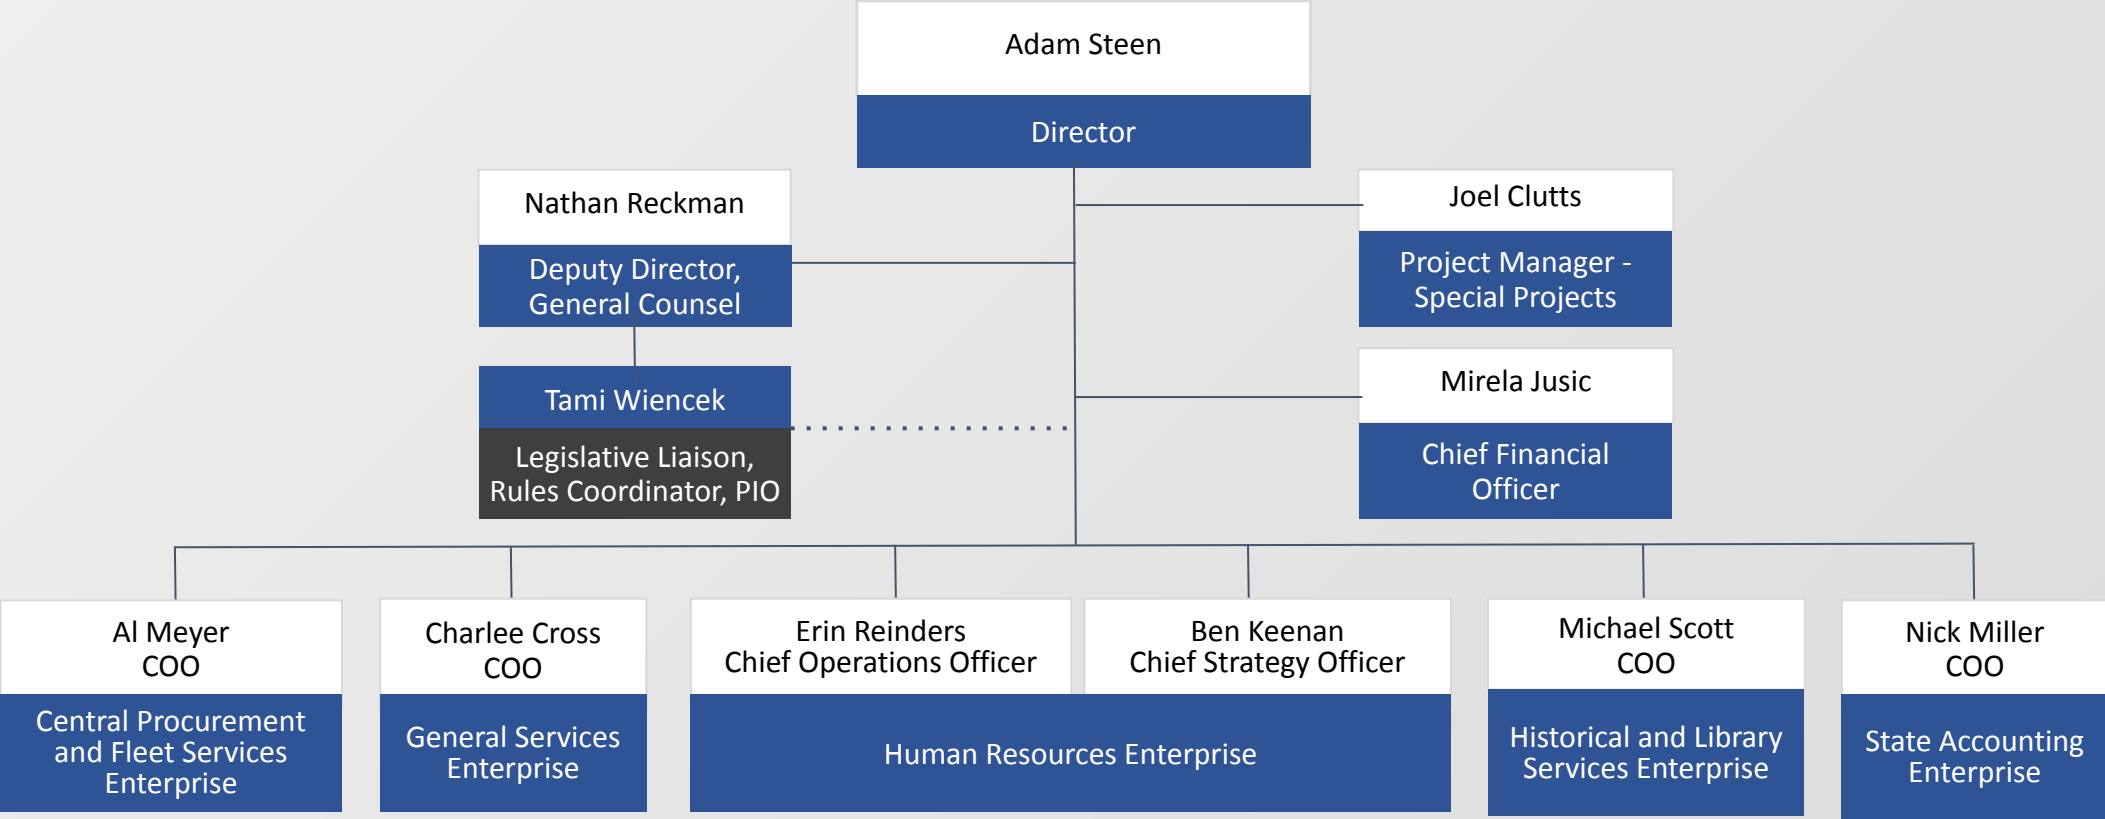 Adam Steen
Director
Nathan Reckman
Deputy Director,
General Counsel
Joel Clutts
Project Manager -
Special Projects
Tami Wiencek
Legislative Liaison,
Rules Coordinator, PIO
Mirela Jusic
Chief Financial
Officer
Al Meyer
COO
Central Procurement
and Fleet Services
Enterprise
Charlee Cross
COO
General Services
Enterprise
Erin Reinders
Chief Operations Officer
Ben Keenan
Chief Strategy Officer
Human Resources Enterprise
Michael Scott
COO
Historical and Library
Services Enterprise
Nick Miller
COO
State Accounting
Enterprise